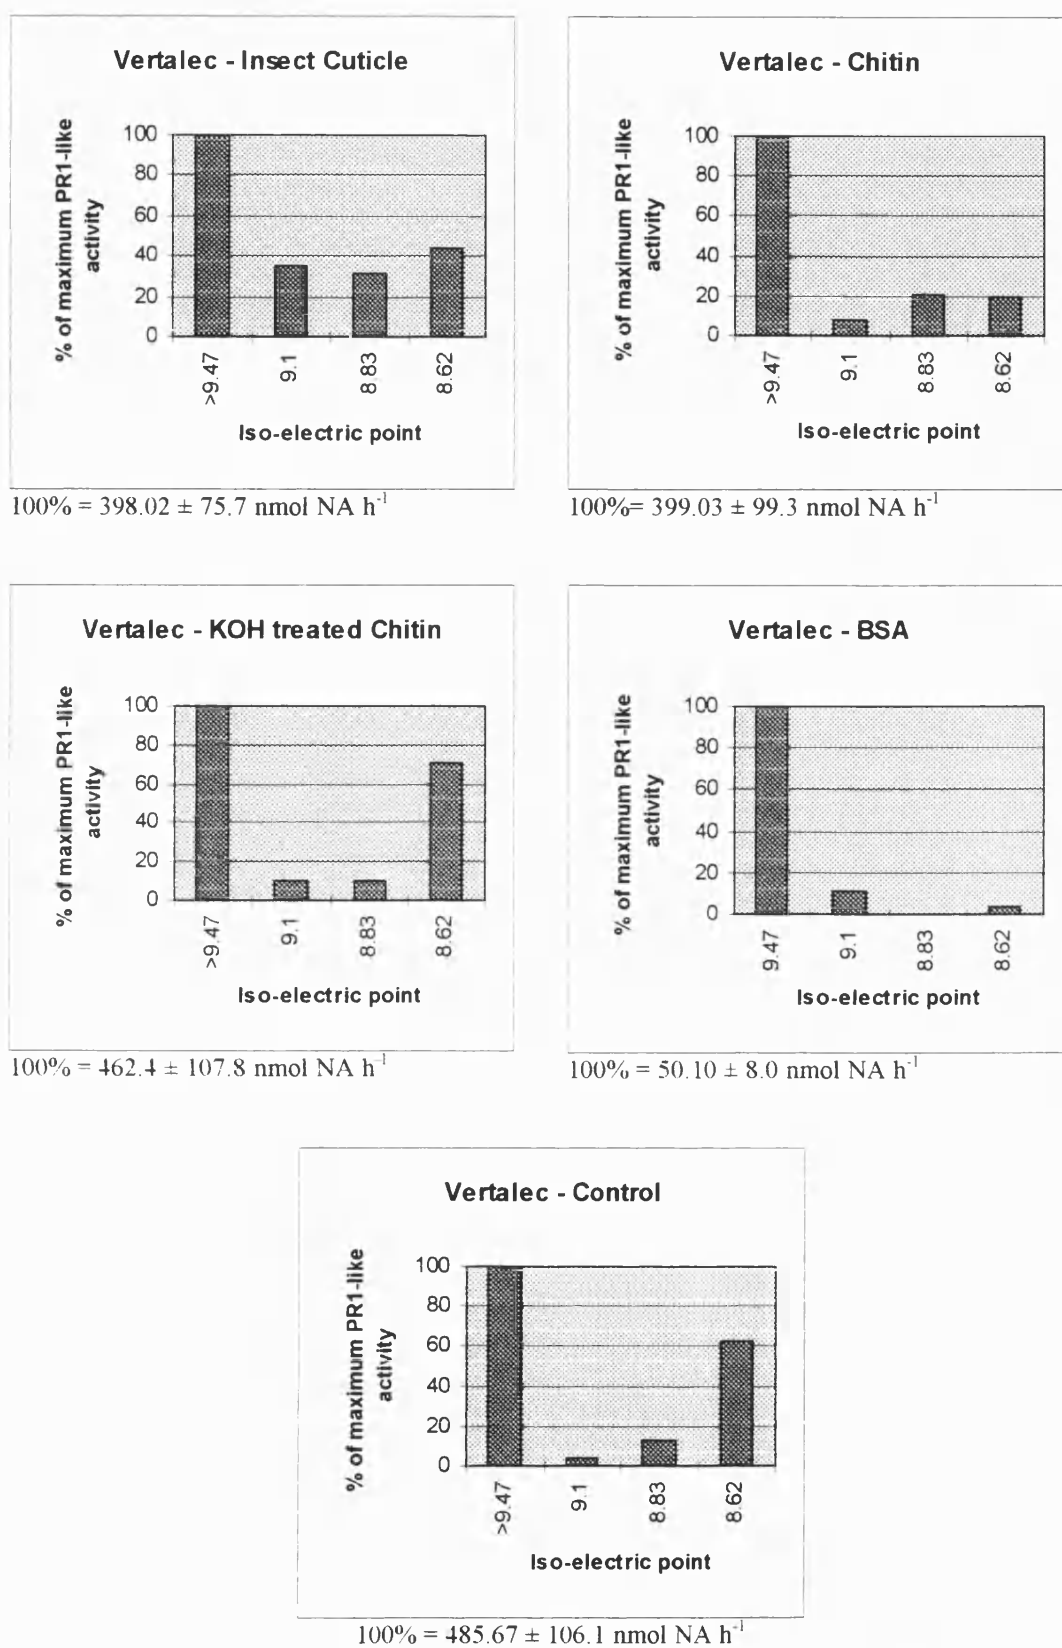 Vertalec - Insect Cuticle
% of maximum PR1-like
activity
100
80
60
40
20
0
>9.47
9.1
8.83
8.62
Iso-electric point
100% = 398.02 ± 75.7 nmol NA h⁻¹
Vertalec - Chitin
% of maximum PR1-like
activity
100
80
60
40
20
0
>9.47
9.1
8.83
8.62
Iso-electric point
100%= 399.03 ± 99.3 nmol NA h⁻¹
Vertalec - KOH treated Chitin
% of maximum PR1-like
activity
100
80
60
40
20
0
>9.47
9.1
8.83
8.62
Iso-electric point
100% = 462.4 ± 107.8 nmol NA h⁻¹
Vertalec - BSA
% of maximum PR1-like
activity
100
80
60
40
20
0
9.47
9.1
8.83
8.62
Iso-electric point
100% = 50.10 ± 8.0 nmol NA h⁻¹
Vertalec - Control
% of maximum PR1-like
activity
100
80
60
40
20
0
>9.47
9.1
8.83
8.62
Iso-electric point
100% = 485.67 ± 106.1 nmol NA h⁻¹